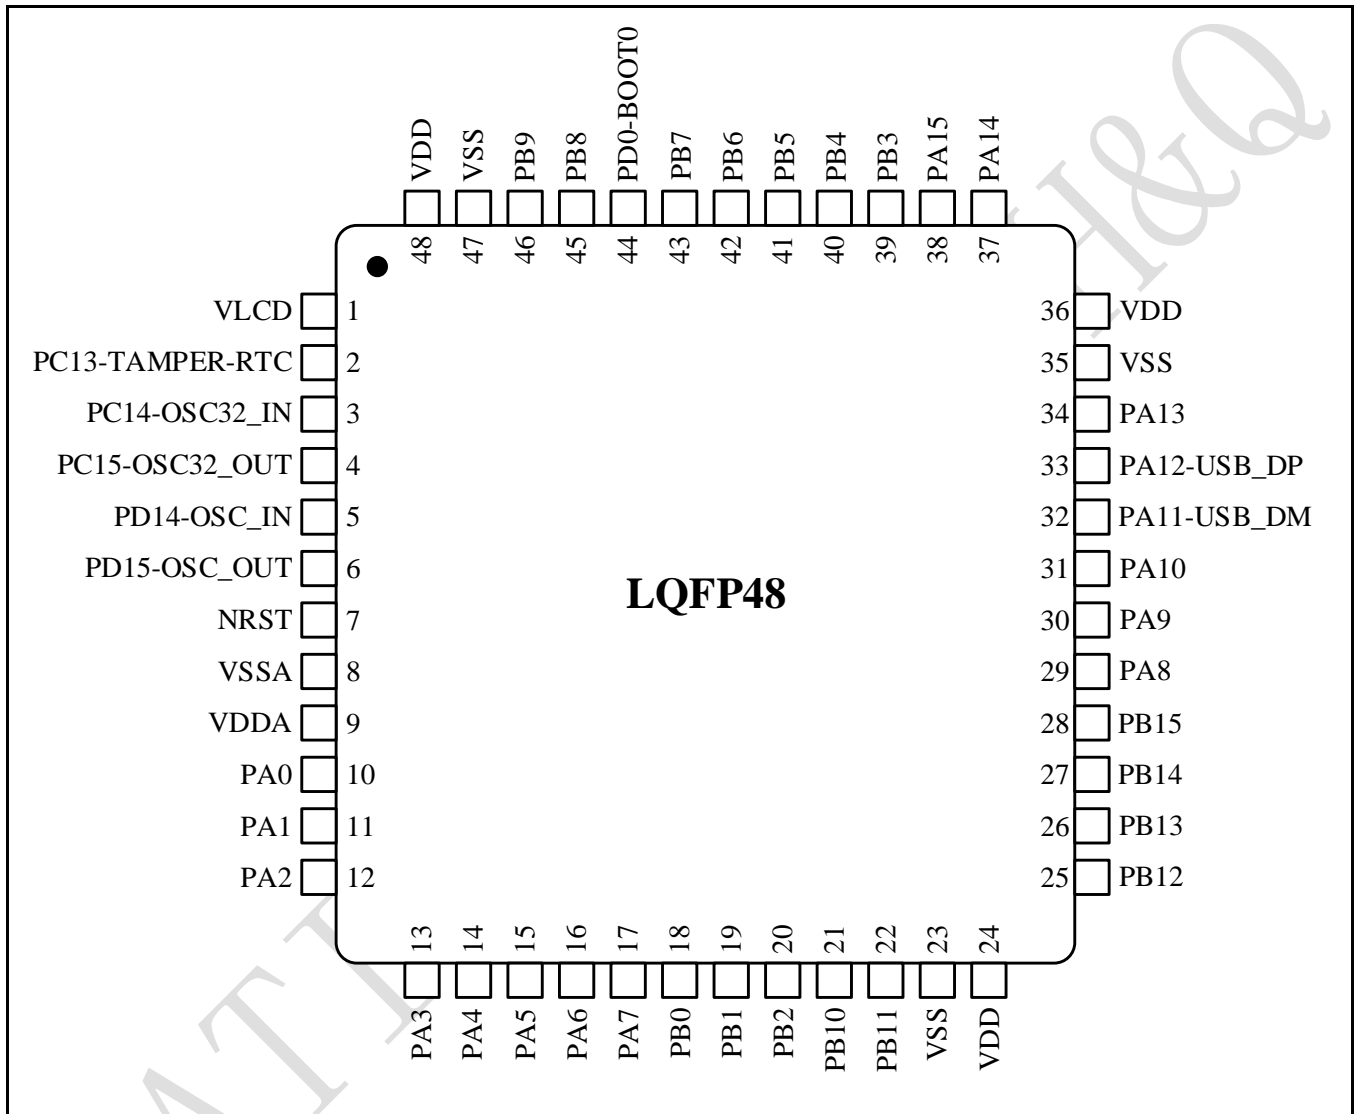 VDD
VSS
PB9
PB8
PD0-BOOT0
PB7
PB6
PB5
PB4
PB3
PA15
PA14
48
47
46
45
44
43
42
41
40
39
38
37
VLCD 1
PC13-TAMPER-RTC 2
PC14-OSC32_IN 3
PC15-OSC32_OUT 4
PD14-OSC_IN 5
PD15-OSC_OUT 6
NRST 7
VSSA 8
VDDA 9
PA0 10
PA1 11
PA2 12
LQFP48
36 VDD
35 VSS
34 PA13
33 PA12-USB_DP
32 PA11-USB_DM
31 PA10
30 PA9
29 PA8
28 PB15
27 PB14
26 PB13
25 PB12
13
14
15
16
17
18
19
20
21
22
23
24
PA3
PA4
PA5
PA6
PA7
PB0
PB1
PB2
PB10
PB11
VSS
VDD
H&Q